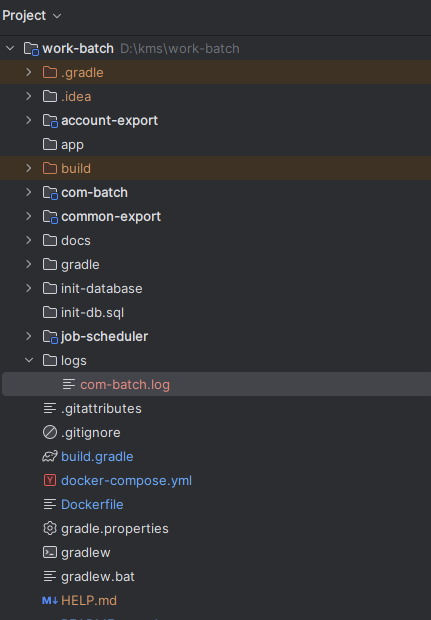 Project
work-batch D:\kms\work-batch
.gradle
.idea
account-export
app
build
com-batch
common-export
docs
gradle
init-database
init-db.sql
job-scheduler
logs
com-batch.log
.gitattributes
.gitignore
build.gradle
docker-compose.yml
Dockerfile
gradle.properties
gradlew
gradlew.bat
HELP.md